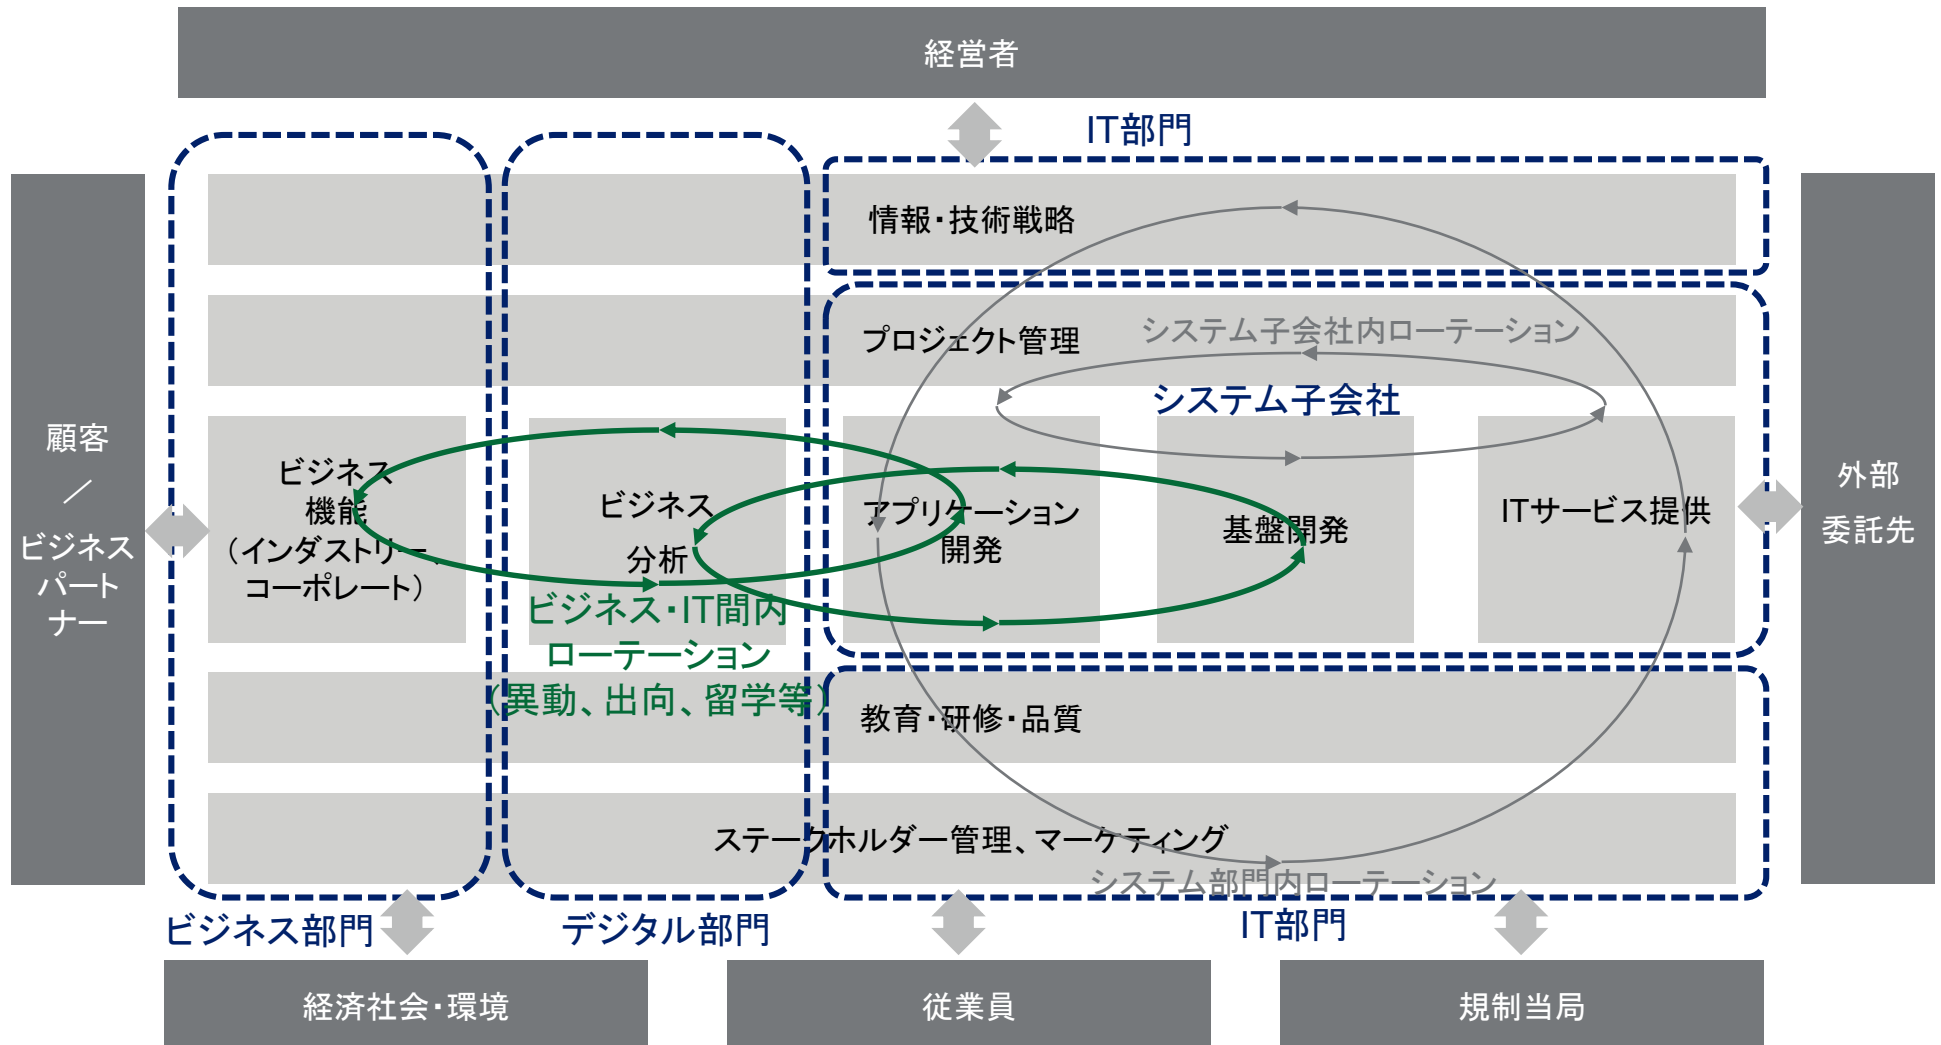 経営者
IT部門
情報・技術戦略
プロジェクト管理
システム子会社内ローテーション
システム子会社
顧客
／
ビジネス
パート
ナー
ビジネス
機能
（インダストリー、
コーポレート）
ビジネス
分析
アプリケーション
開発
基盤開発
ITサービス提供
外部
委託先
ビジネス・IT間内
ローテーション
（異動、出向、留学等）
教育・研修・品質
ステークホルダー管理、マーケティング
システム部門内ローテーション
ビジネス部門
デジタル部門
IT部門
経済社会・環境
従業員
規制当局